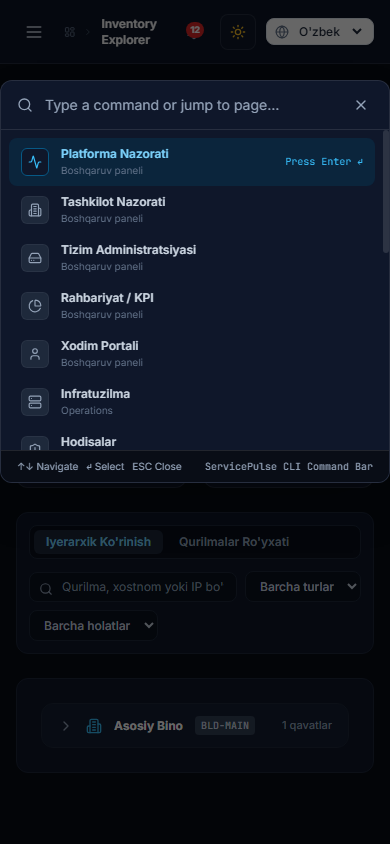 Inventory
Explorer
12
O'zbek
Type a command or jump to page...
Platforma Nazorati
Boshqaruv paneli
Press Enter ↵
Tashkilot Nazorati
Boshqaruv paneli
Tizim Administratsiyasi
Boshqaruv paneli
Rahbariyat / KPI
Boshqaruv paneli
Xodim Portali
Boshqaruv paneli
Infratuzilma
Operations
Hodisalar
↑↓ Navigate ↵ Select ESC Close ServicePulse CLI Command Bar
Iyerarxik Ko'rinish Qurilmalar Ro'yxati
Qurilma, xostnom yoki IP bo' Barcha turlar
Barcha holatlar
Asosiy Bino BLD-MAIN 1 qavatlar